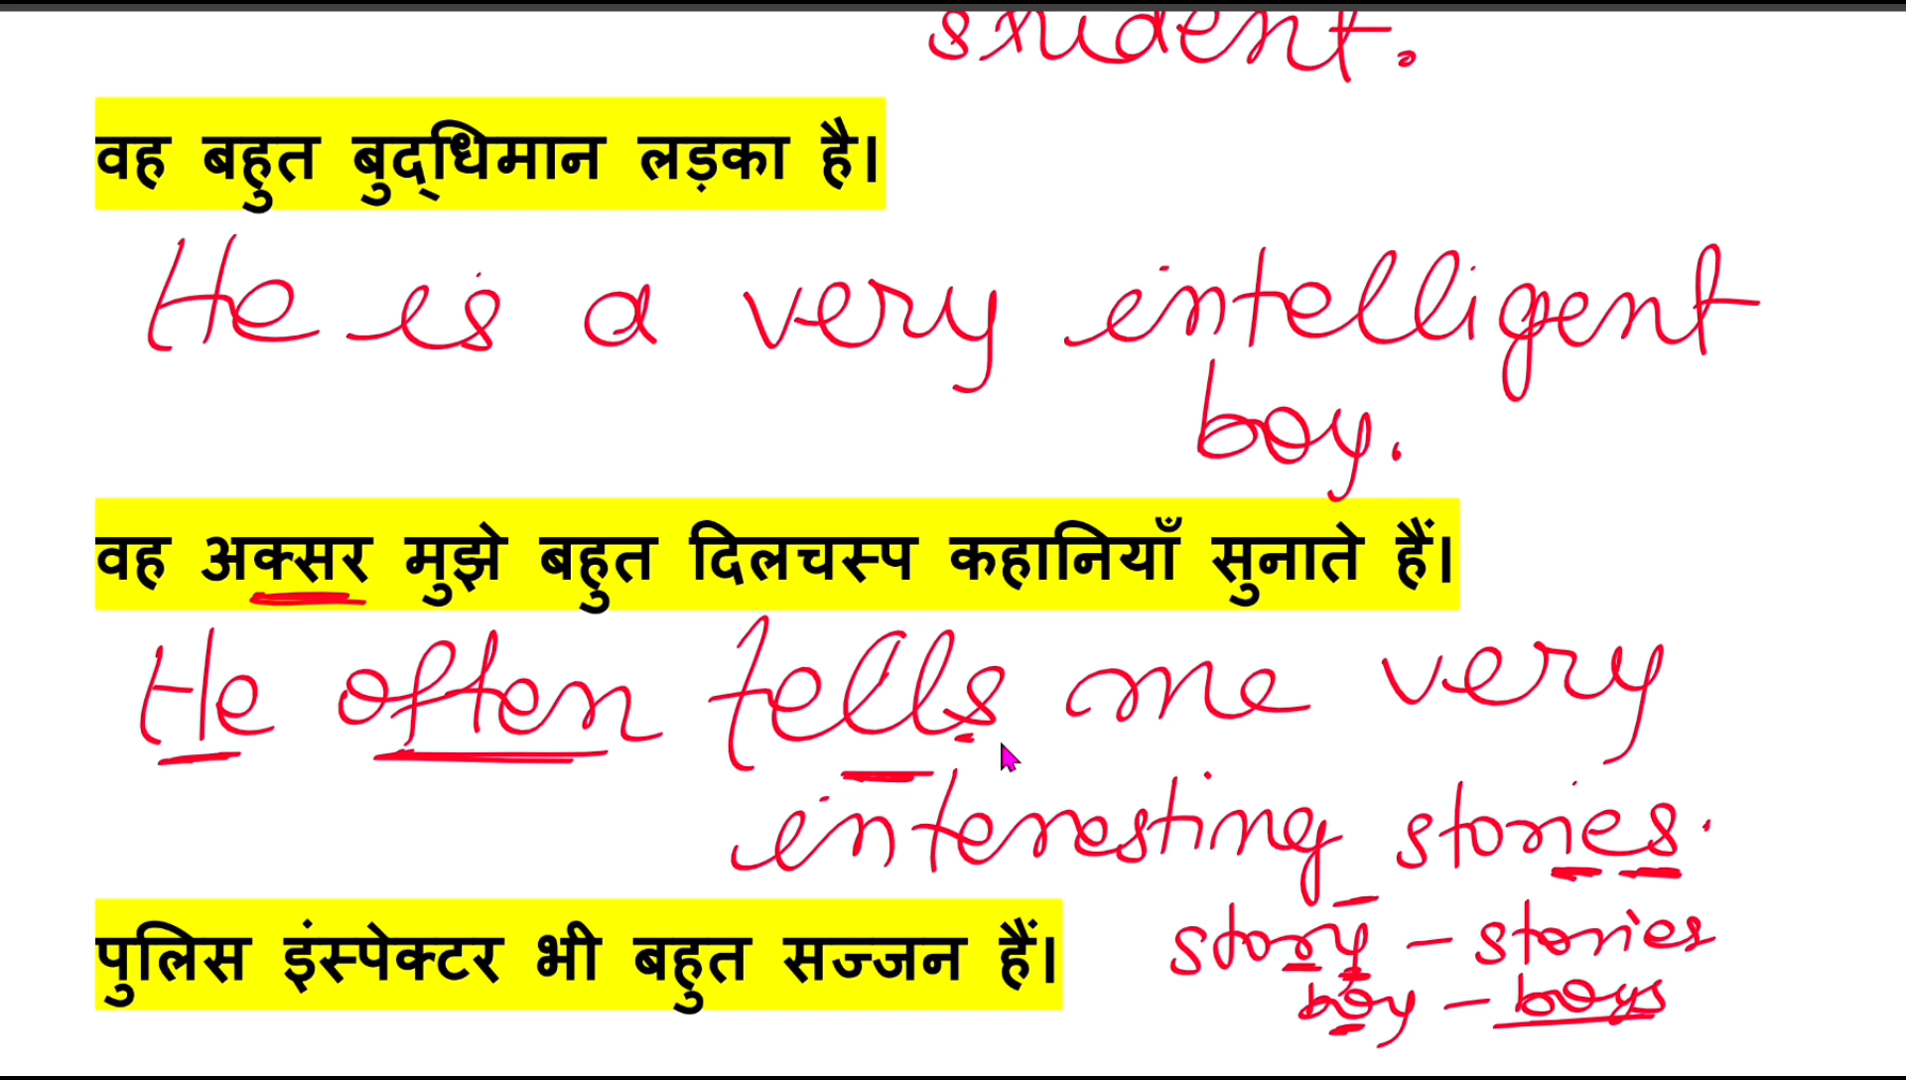 student.
वह बहुत बुद्धिमान लड़का है।
He is a very intelligent
boy.
वह अक्सर मुझे बहुत दिलचस्प कहानियाँ सुनाते हैं।
He often tells me very
interesting stories.
पुलिस इंस्पेक्टर भी बहुत सज्जन हैं।
story - stories
boy - boys